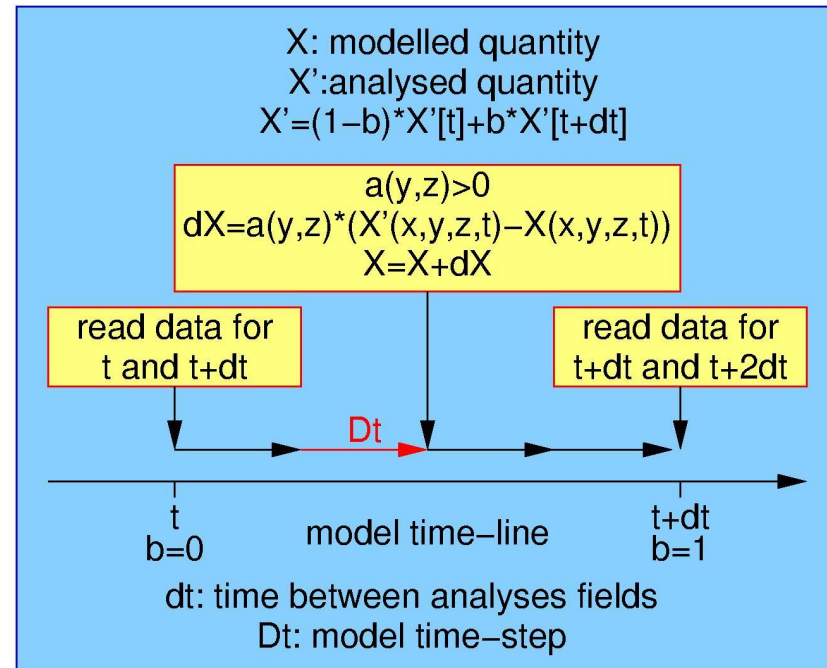 X: modelled quantity
X':analysed quantity
X'=(1−b)*X'[t]+b*X'[t+dt]
a(y,z)>0
dX=a(y,z)*(X'(x,y,z,t)−X(x,y,z,t))
X=X+dX
read data for
t and t+dt
read data for
t+dt and t+2dt
Dt
t
b=0
model time−line
t+dt
b=1
dt: time between analyses fields
Dt: model time−step